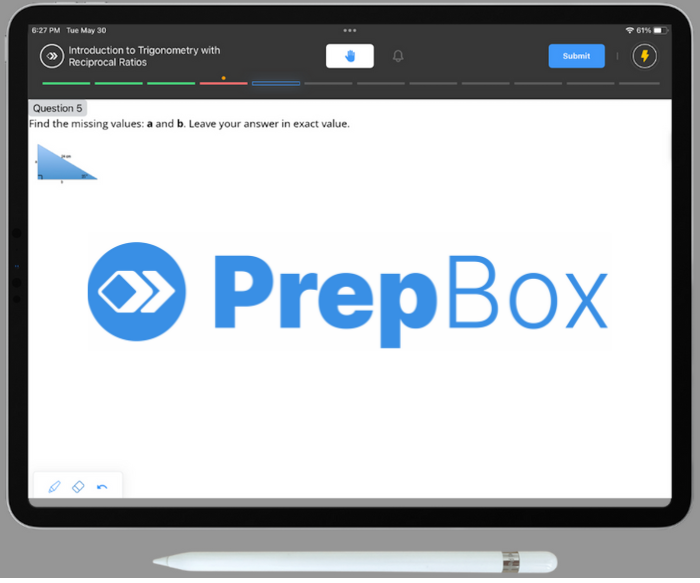 6:27 PM Tue May 30
61%
Introduction to Trigonometry with
Reciprocal Ratios
Submit
Question 5
Find the missing values: a and b. Leave your answer in exact value.
PrepBox